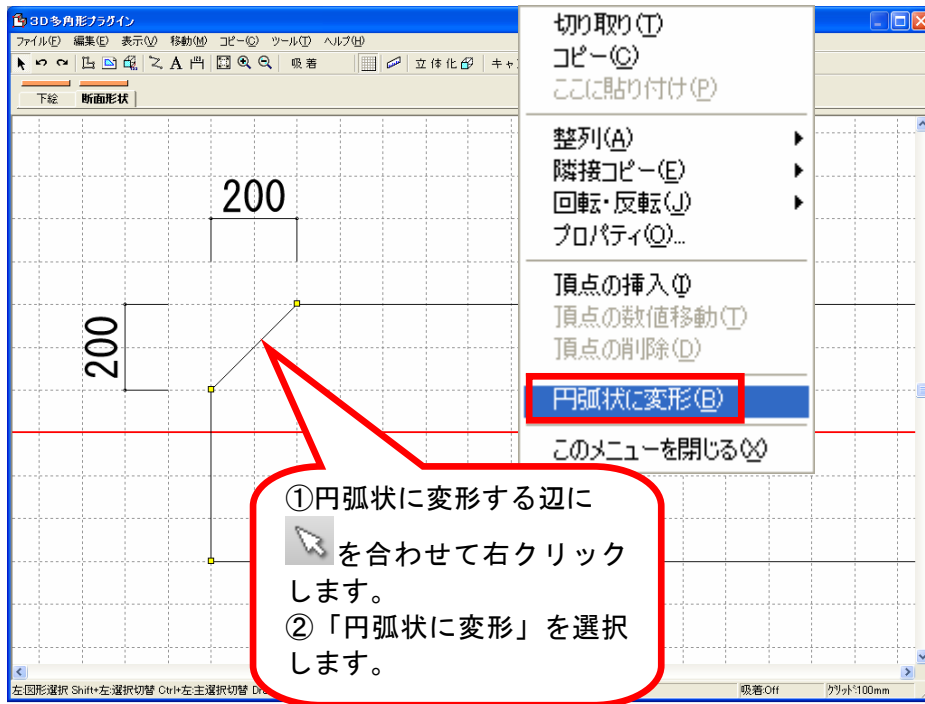 3D多角形プラグイン
ファイル(F) 編集(E) 表示(V) 移動(M) コピー(C) ツール(T) ヘルプ(H)
吸着 立体化
下絵 断面形状
切り取り(T)
コピー(C)
ここに貼り付け(P)
整列(A)
隣接コピー(E)
回転・反転(J)
プロパティ(O)...
頂点の挿入(I)
頂点の数値移動(T)
頂点の削除(D)
円弧状に変形(B)
このメニューを閉じる(X)
200
200
①円弧状に変形する辺に
を合わせて右クリック
します。
②「円弧状に変形」を選択
します。
左:図形選択 Shift+左:選択切替 Ctrl+左:主選択切替
吸着:Off グリッド:100mm